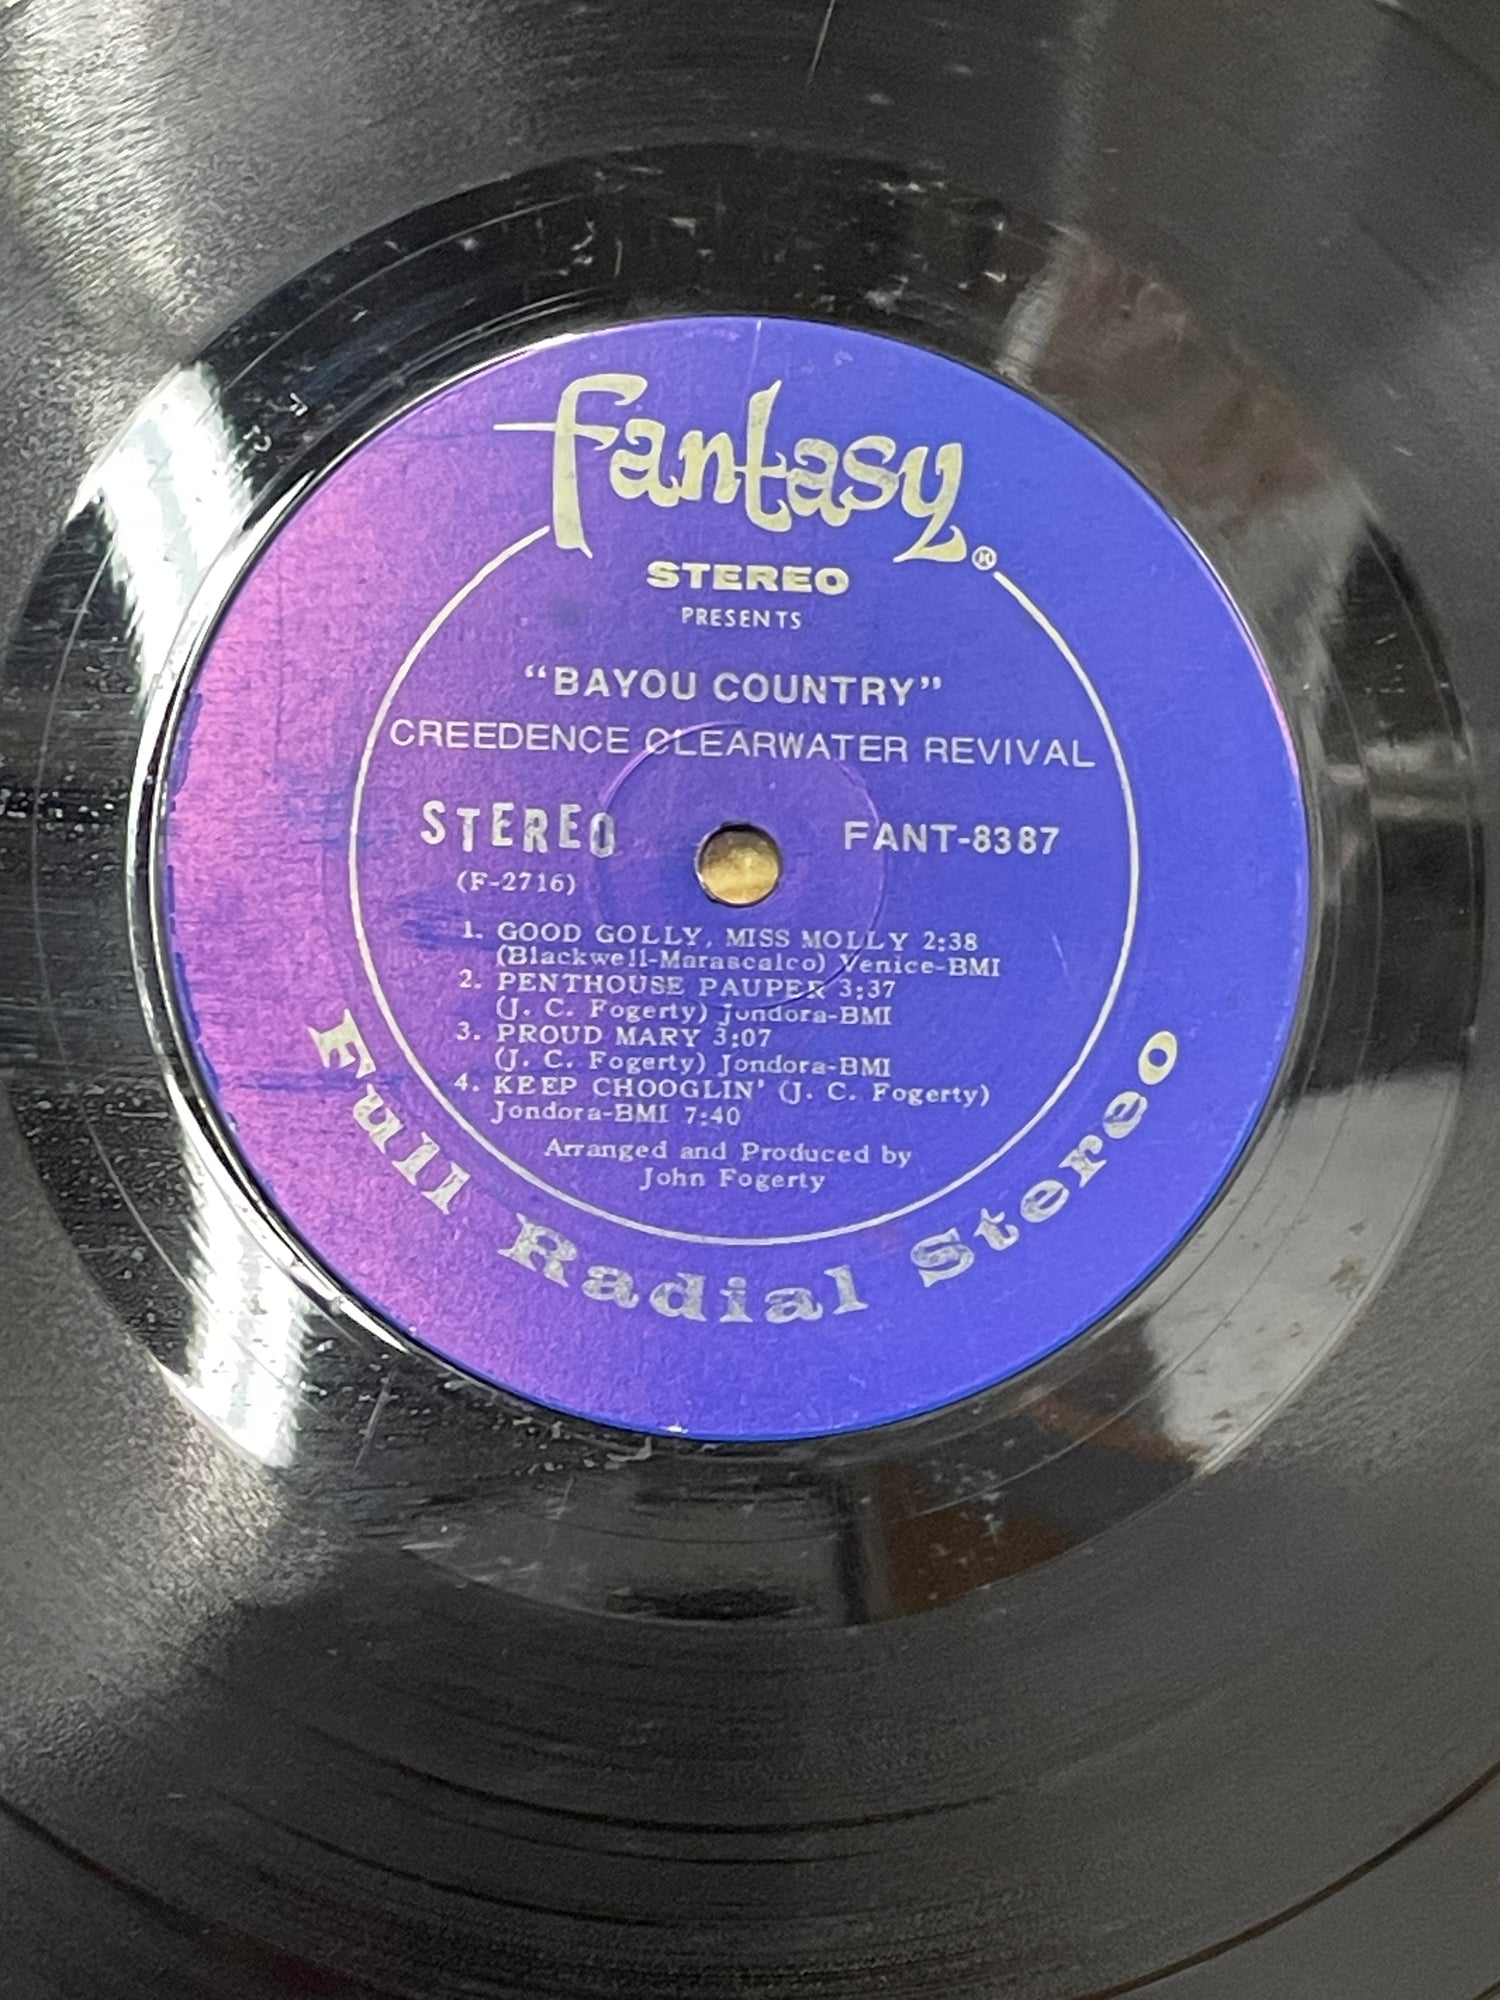 Fantasy ®
STEREO
PRESENTS
“BAYOU COUNTRY”
CREEDENCE CLEARWATER REVIVAL
STEREO FANT-8387
(F-2716)
1. GOOD GOLLY, MISS MOLLY 2:38
(Blackwell-Marascalco) Venice-BMI
2. PENTHOUSE PAUPER 3:37
(J. C. Fogerty) Jondora-BMI
3. PROUD MARY 3:07
(J. C. Fogerty) Jondora-BMI
4. KEEP CHOOGLIN' (J. C. Fogerty)
Jondora-BMI 7:40
Arranged and Produced by
John Fogerty
Full Radial Stereo